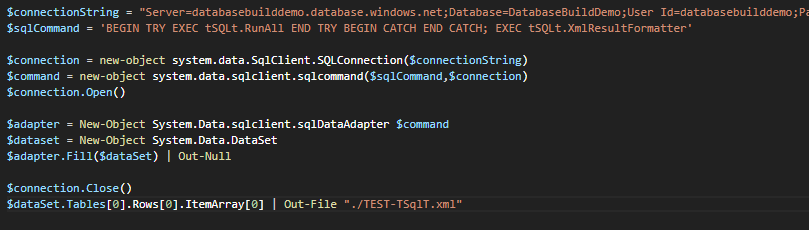 $connectionString = "Server=databasebuilddemo.database.windows.net;Database=DatabaseBuildDemo;User Id=databasebuilddemo;Pa
$sqlCommand = 'BEGIN TRY EXEC tSQLt.RunAll END TRY BEGIN CATCH END CATCH; EXEC tSQLt.XmlResultFormatter'
$connection = new-object system.data.SqlClient.SQLConnection($connectionString)
$command = new-object system.data.sqlclient.sqlcommand($sqlCommand,$connection)
$connection.Open()
$adapter = New-Object System.Data.sqlclient.sqlDataAdapter $command
$dataset = New-Object System.Data.DataSet
$adapter.Fill($dataSet) | Out-Null
$connection.Close()
$dataSet.Tables[0].Rows[0].ItemArray[0] | Out-File "./TEST-TSqlT.xml"